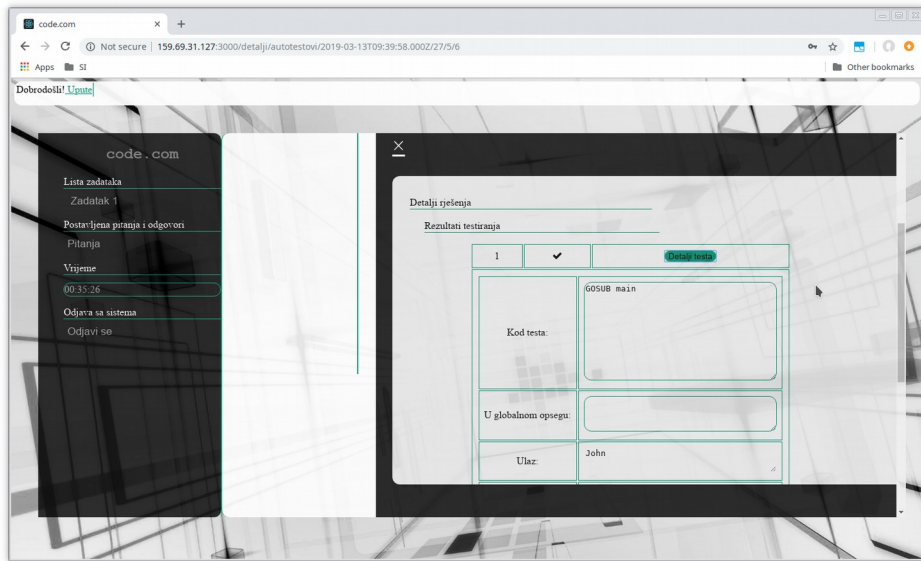 code.com
Not secure | 159.69.31.127:3000/detalji/autotestovi/2019-03-13T09:39:58.000Z/27/5/6
Apps SI Other bookmarks
Dobrodošli! Upute
code.com
Lista zadataka
Zadatak 1
Postavljena pitanja i odgovori
Pitanja
Vrijeme
00:35:26
Odjava sa sistema
Odjavi se
Detalji rješenja
Rezultati testiranja
1 ✔ Detalji testa
Kod testa: GOSUB main
U globalnom opsegu:
Ulaz: John